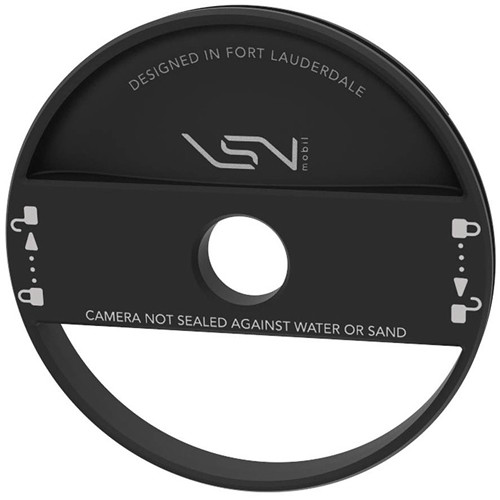 DESIGNED IN FORT LAUDERDALE
VSN
mobil
CAMERA NOT SEALED AGAINST WATER OR SAND